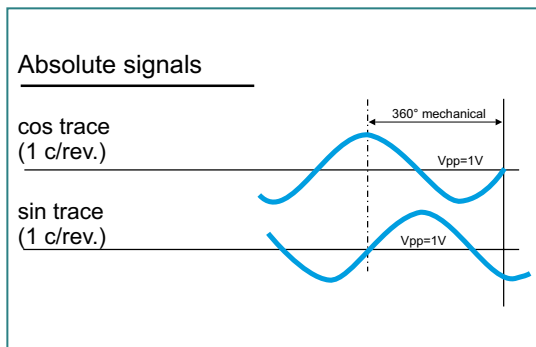 Absolute signals
360° mechanical
cos trace
(1 c/rev.)
Vpp=1V
sin trace
(1 c/rev.)
Vpp=1V